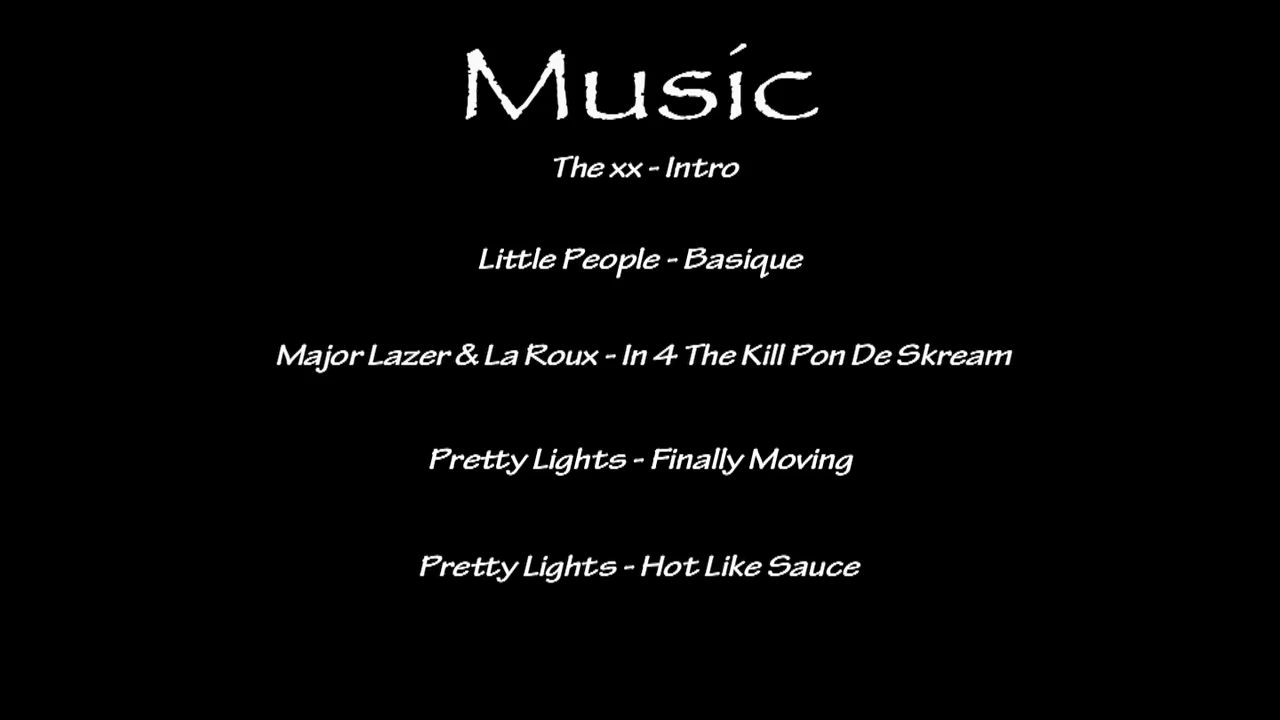 Music
The xx - Intro
Little People - Basique
Major Lazer & La Roux - In 4 The Kill Pon De Skream
Pretty Lights - Finally Moving
Pretty Lights - Hot Like Sauce